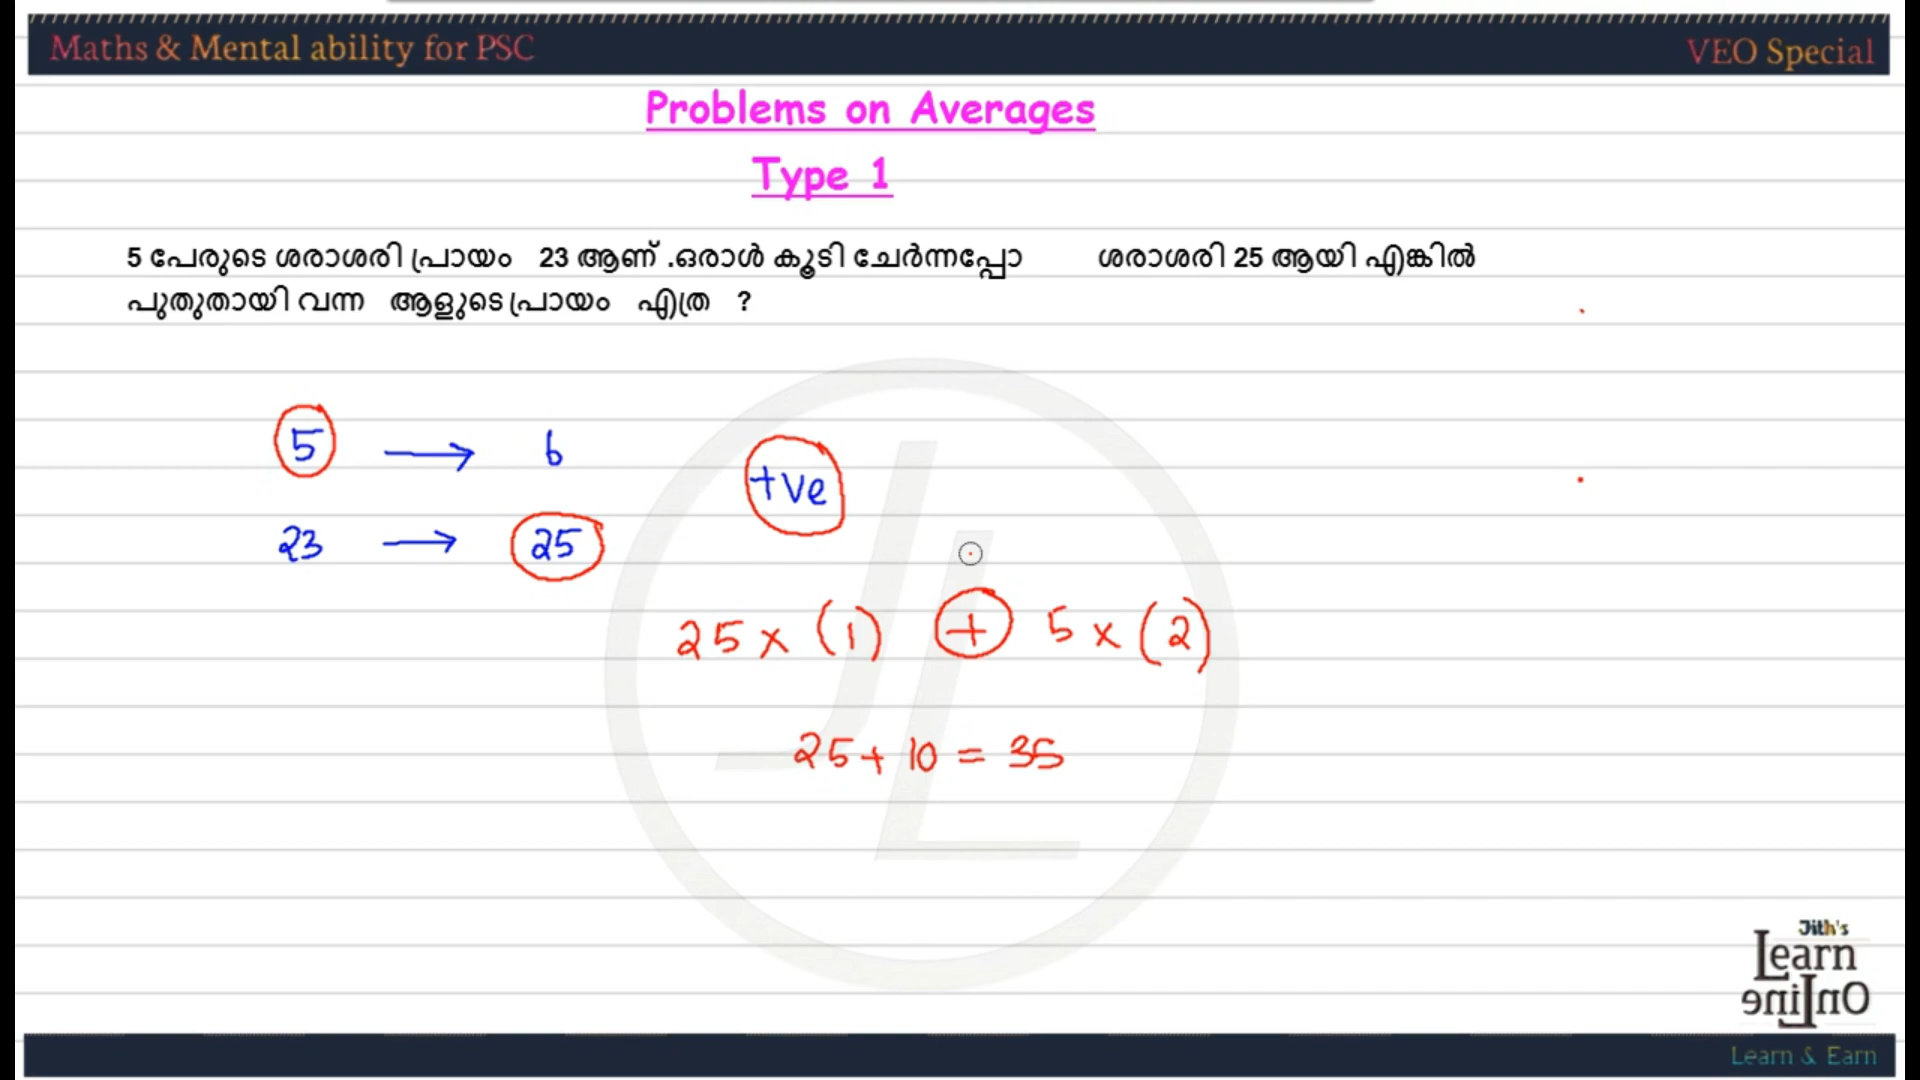 Maths & Mental ability for PSC
VEO Special
Problems on Averages
Type 1
5 പേരുടെ ശരാശരി പ്രായം 23 ആണ് .ഒരാൾ കൂടി ചേർന്നപ്പോ ശരാശരി 25 ആയി എങ്കിൽ
പുതുതായി വന്ന ആളുടെ പ്രായം എത്ര ?
5 → 6
+ve
23 → 25
25 × (1) + 5 × (2)
25 + 10 = 35
JL
Jith's
Learn
OnLine
Learn & Earn